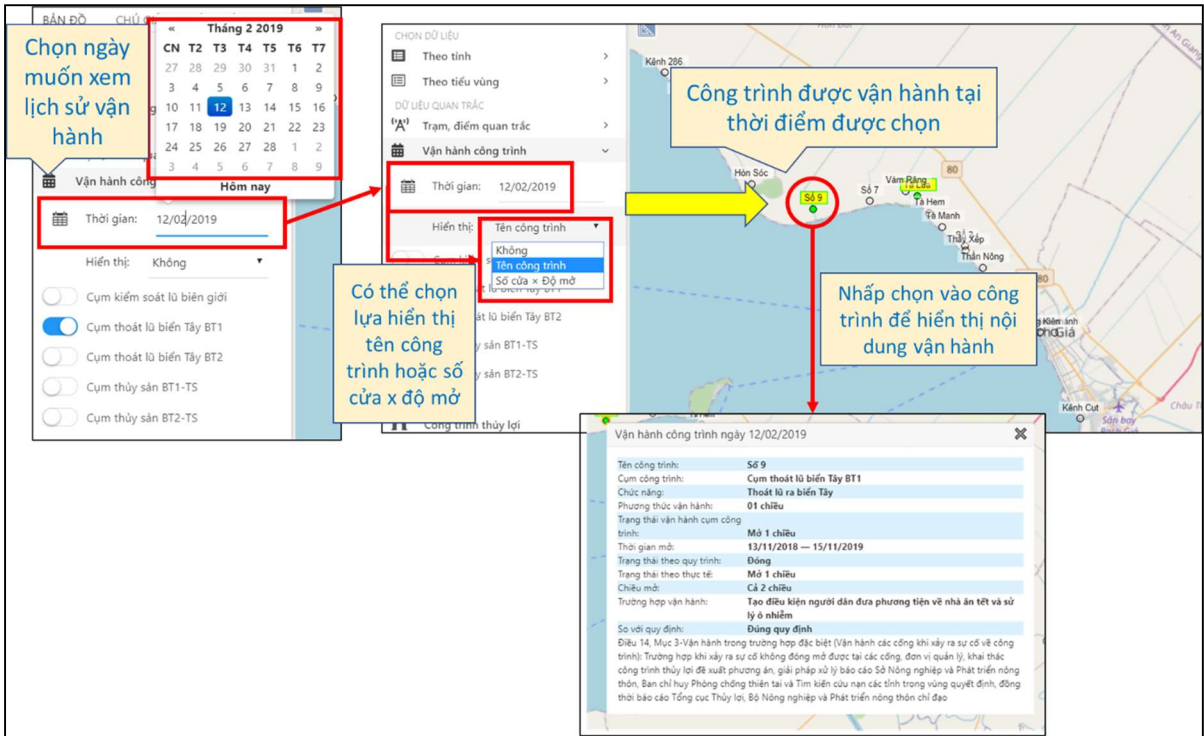 BẢN ĐỒ
Chọn ngày
muốn xem
lịch sử vận
hành
« Tháng 2 2019 »
CN T2 T3 T4 T5 T6 T7
27 28 29 30 31 1 2
3 4 5 6 7 8 9
10 11 12 13 14 15 16
17 18 19 20 21 22 23
24 25 26 27 28 1 2
3 4 5 6 7 8 9
Hôm nay
Vận hành công
Thời gian: 12/02/2019
Hiển thị: Không
Cụm kiểm soát lũ biên giới
Cụm thoát lũ biển Tây BT1
Cụm thoát lũ biển Tây BT2
Cụm thủy sản BT1-TS
Cụm thủy sản BT2-TS
CHỌN DỮ LIỆU
Theo tỉnh
Theo tiểu vùng
DỮ LIỆU QUAN TRẮC
Trạm, điểm quan trắc
Vận hành công trình
Thời gian: 12/02/2019
Hiển thị: Tên công trình
Không
Tên công trình
Số cửa × Độ mở
át lũ biển Tây BT2
y sản BT1-TS
y sản BT2-TS
Công trình thủy lợi
Có thể chọn
lựa hiển thị
tên công
trình hoặc số
cửa x độ mở
Kênh 286
An Giang
Công trình được vận hành tại
thời điểm được chọn
Hòn Sóc
Số 9
Số 7
Vàm Răng
80
Tà Hem
Tà Manh
Thầy Xếp
Thần Nông
80
Nhấp chọn vào công
trình để hiển thị nội
dung vận hành
Kênh Cụt
Sân bay
Vận hành công trình ngày 12/02/2019
Tên công trình: Số 9
Cụm công trình: Cụm thoát lũ biển Tây BT1
Chức năng: Thoát lũ ra biển Tây
Phương thức vận hành: 01 chiều
Trạng thái vận hành cụm công
trình: Mở 1 chiều
Thời gian mở: 13/11/2018 — 15/11/2019
Trạng thái theo quy trình: Đóng
Trạng thái theo thực tế: Mở 1 chiều
Chiều mở: Cả 2 chiều
Trường hợp vận hành: Tạo điều kiện người dân đưa phương tiện về nhà ăn tết và sử
lý ô nhiễm
So với quy định: Đúng quy định
Điều 14, Mục 3-Vận hành trong trường hợp đặc biệt (Vận hành các cống khi xảy ra sự cố về công
trình): Trường hợp khi xảy ra sự cố không đóng mở được tại các cống, đơn vị quản lý, khai thác
công trình thủy lợi đề xuất phương án, giải pháp xử lý báo cáo Sở Nông nghiệp và Phát triển nông
thôn, Ban chỉ huy Phòng chống thiên tai và Tìm kiến cứu nạn các tỉnh trong vùng quyết định, đồng
thời báo cáo Tổng cục Thủy lợi, Bộ Nông nghiệp và Phát triển nông thôn chỉ đạo